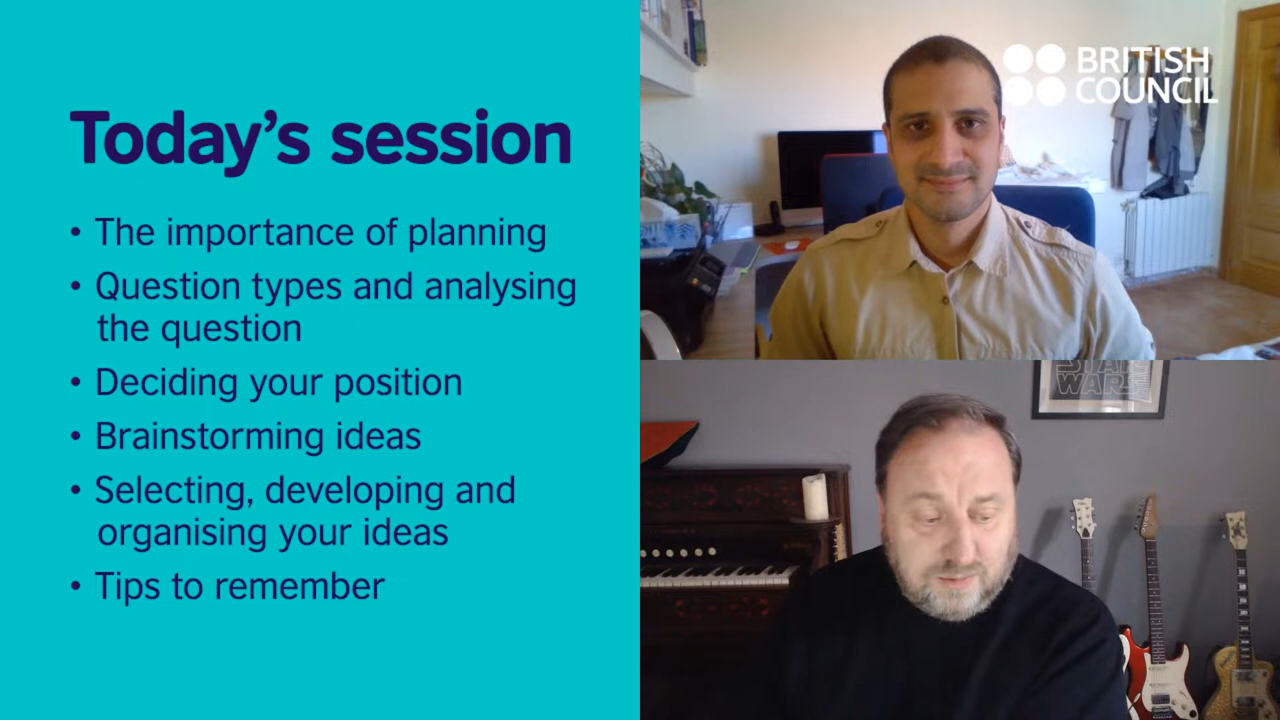 Today's session
• The importance of planning
• Question types and analysing
the question
• Deciding your position
• Brainstorming ideas
• Selecting, developing and
organising your ideas
• Tips to remember
BRITISH
COUNCIL
STAR
WARS